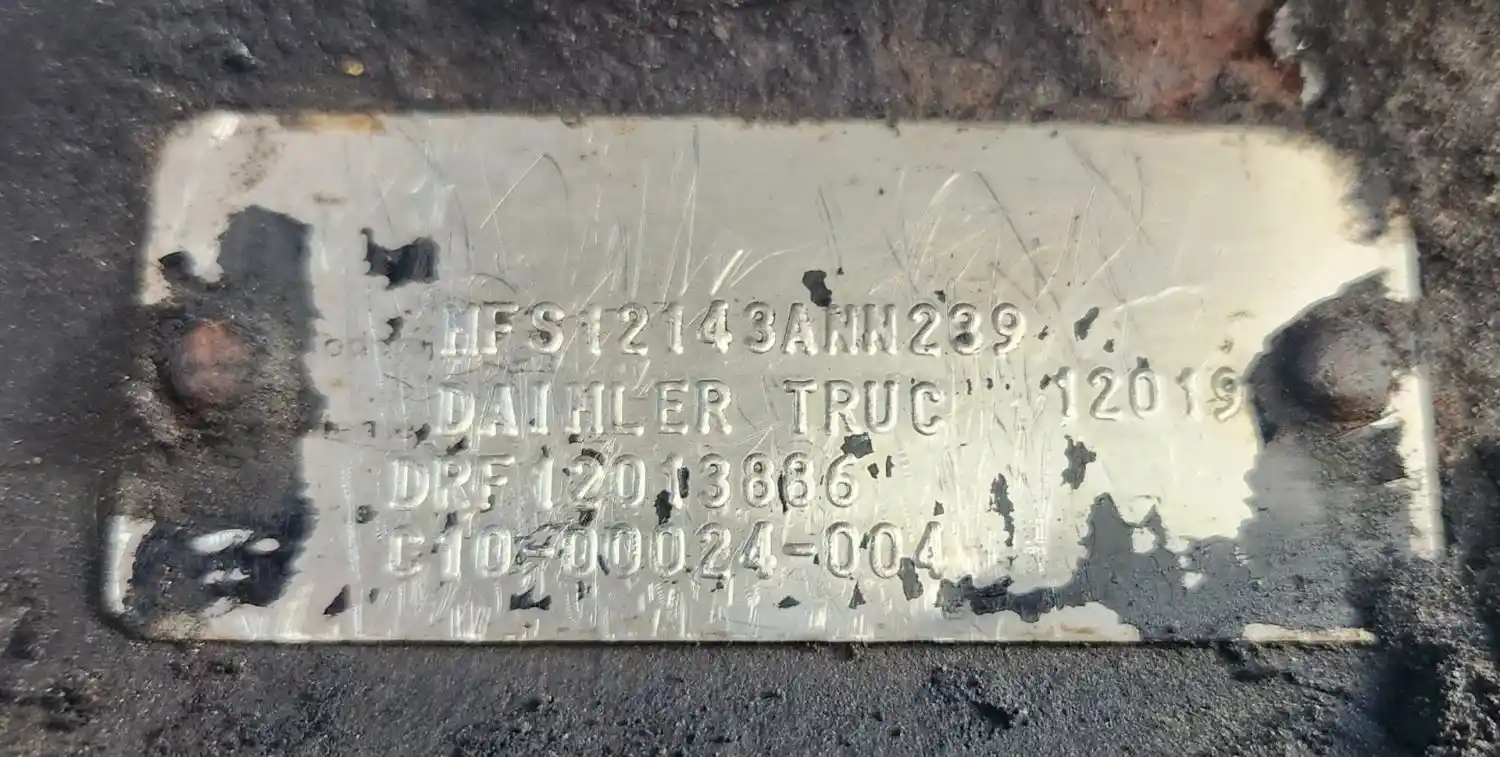 MFS12143ANN239
DAIMLER TRUC 12019
DRF12013886
C10-00024-004